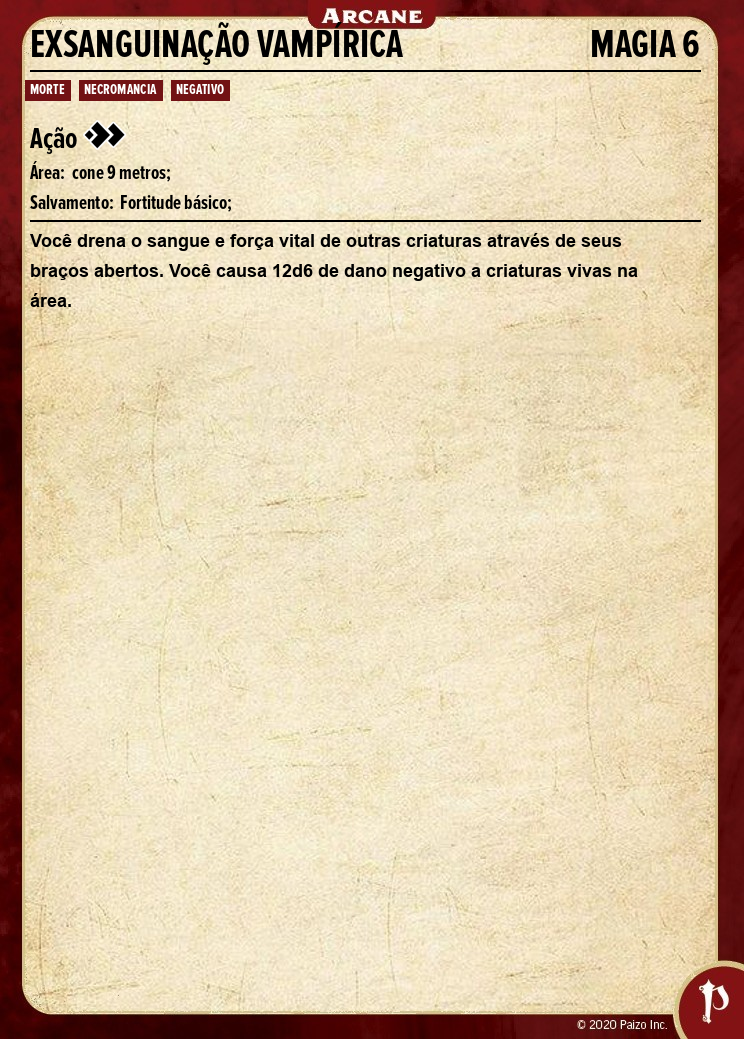 ARCANE
EXSANGUINAÇÃO VAMPÍRICA MAGIA 6
MORTE NECROMANCIA NEGATIVO
Ação
Área: cone 9 metros;
Salvamento: Fortitude básico;
Você drena o sangue e força vital de outras criaturas através de seus
braços abertos. Você causa 12d6 de dano negativo a criaturas vivas na
área.
© 2020 Paizo Inc.